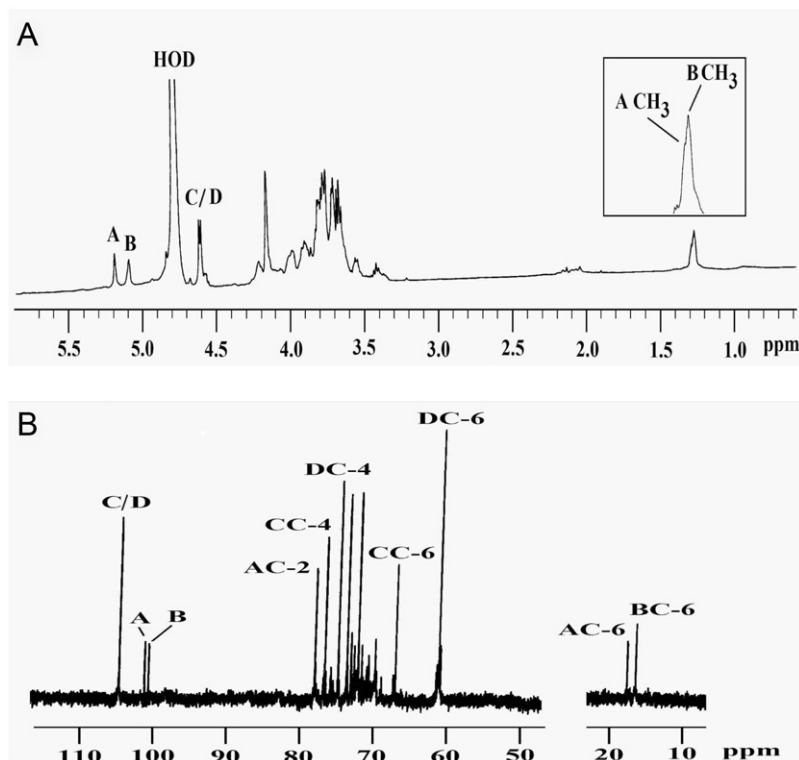 A
HOD
B CH3
A CH3
C/D
A
B
5.5 5.0 4.5 4.0 3.5 3.0 2.5 2.0 1.5 1.0 ppm
B
DC-6
DC-4
C/D
CC-4
CC-6
AC-2
A
B
BC-6
AC-6
110 100 90 80 70 60 50 20 10 ppm